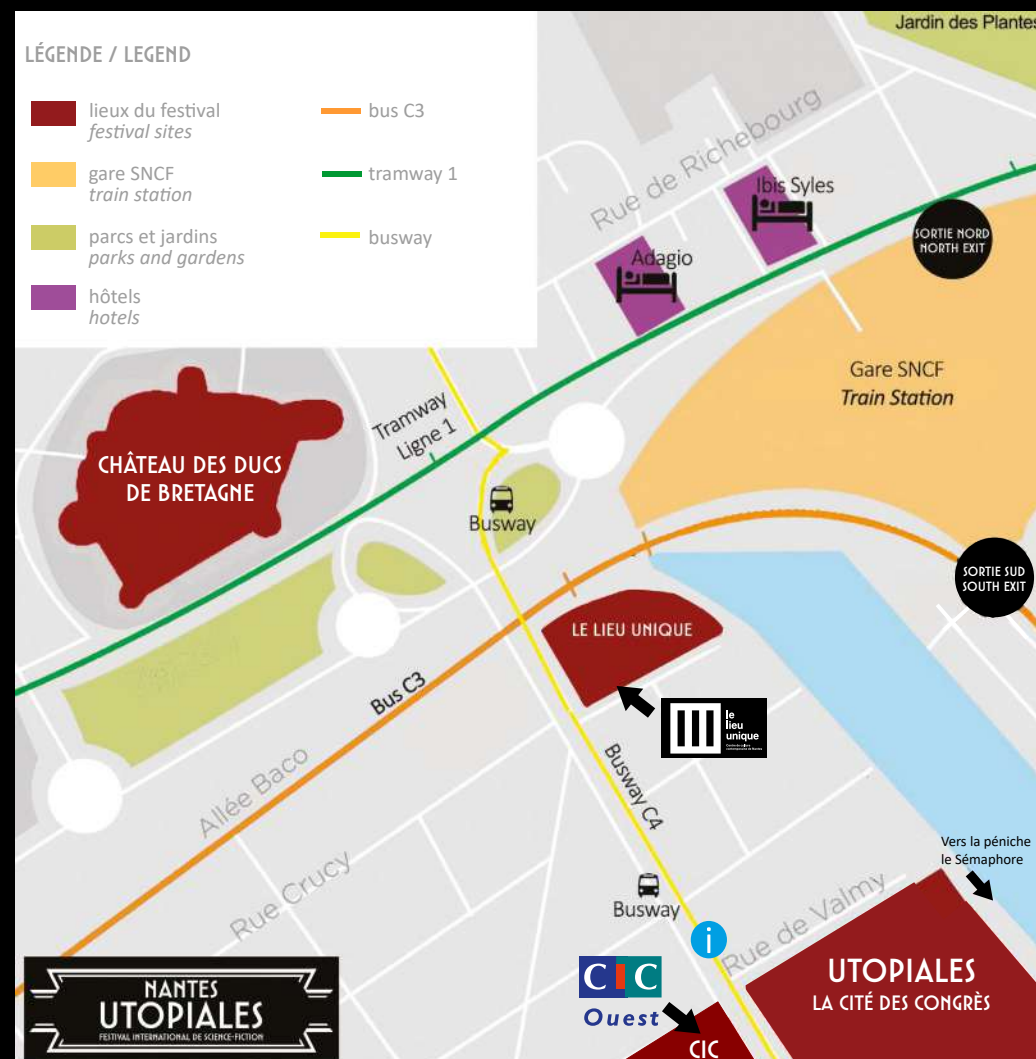 LÉGENDE / LEGEND
lieux du festival
festival sites
gare SNCF
train station
parcs et jardins
parks and gardens
hôtels
hotels
bus C3
tramway 1
busway
Jardin des Plantes
Rue de Richebourg
Ibis Syles
Adagio
SORTIE NORD
NORTH EXIT
Gare SNCF
Train Station
Tramway
Ligne 1
CHÂTEAU DES DUCS
DE BRETAGNE
Busway
SORTIE SUD
SOUTH EXIT
LE LIEU UNIQUE
le
lieu
unique
Bus C3
Busway C4
Allée Baco
Rue Crucy
Vers la péniche
le Sémaphore
Busway
i
Rue de Valmy
UTOPIALES
LA CITÉ DES CONGRÈS
CIC
Ouest
CIC
NANTES
UTOPIALES
FESTIVAL INTERNATIONAL DE SCIENCE-FICTION